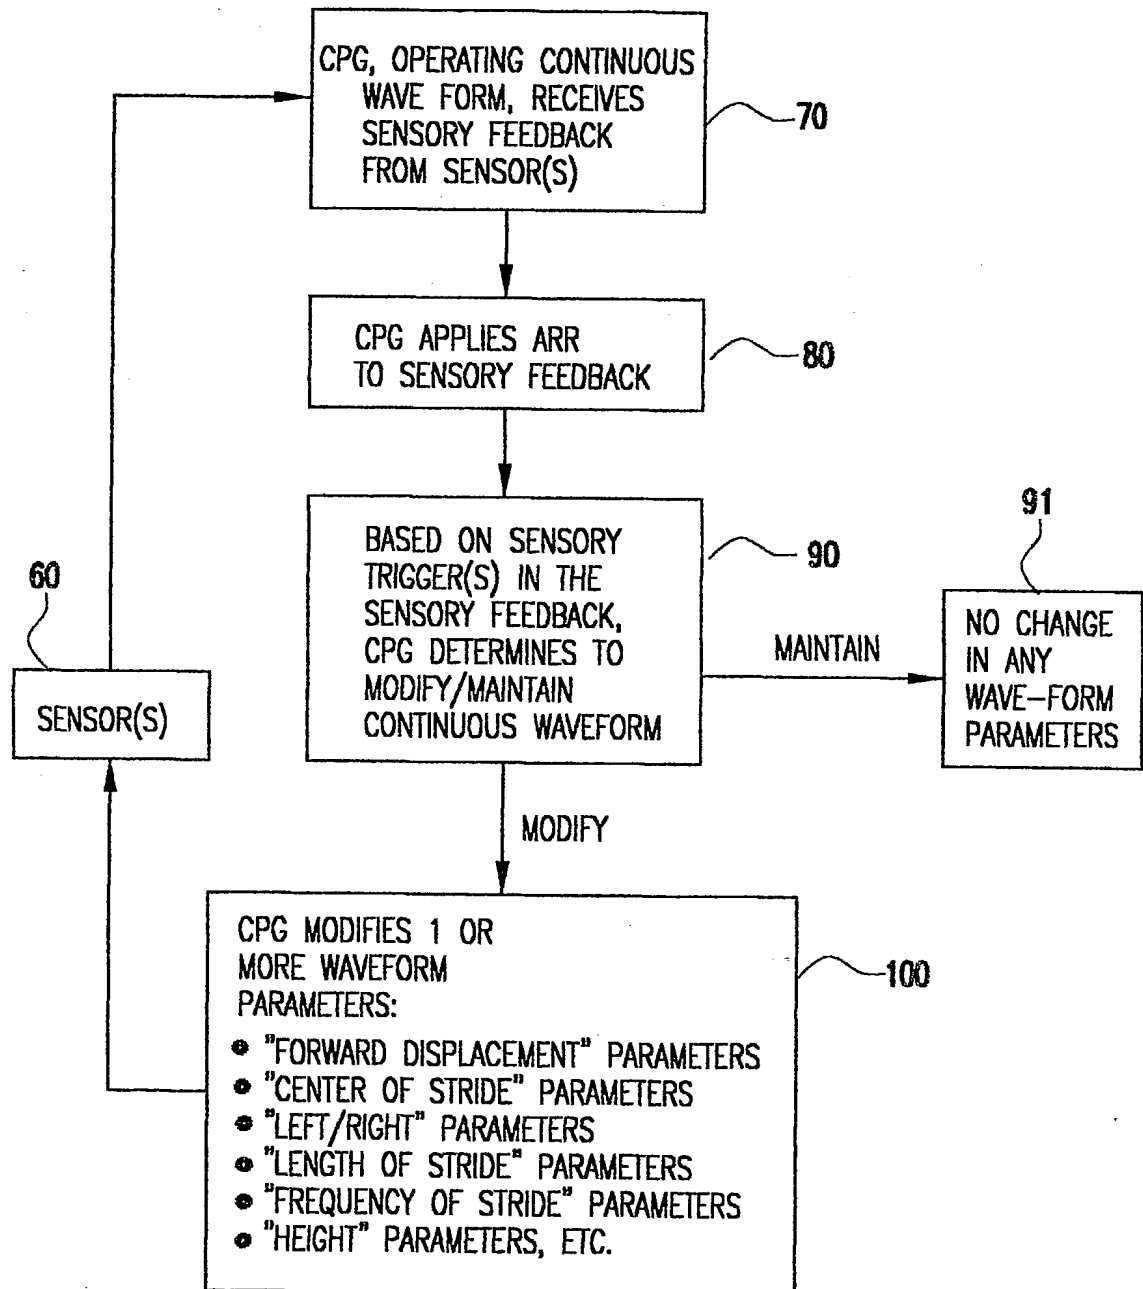 CPG, OPERATING CONTINUOUS
WAVE FORM, RECEIVES
SENSORY FEEDBACK
FROM SENSOR(S)
70
CPG APPLIES ARR
TO SENSORY FEEDBACK
80
BASED ON SENSORY
TRIGGER(S) IN THE
SENSORY FEEDBACK,
CPG DETERMINES TO
MODIFY/MAINTAIN
CONTINUOUS WAVEFORM
90
MAINTAIN
91
NO CHANGE
IN ANY
WAVE-FORM
PARAMETERS
60
SENSOR(S)
MODIFY
CPG MODIFIES 1 OR
MORE WAVEFORM
PARAMETERS:
• "FORWARD DISPLACEMENT" PARAMETERS
• "CENTER OF STRIDE" PARAMETERS
• "LEFT/RIGHT" PARAMETERS
• "LENGTH OF STRIDE" PARAMETERS
• "FREQUENCY OF STRIDE" PARAMETERS
• "HEIGHT" PARAMETERS, ETC.
100